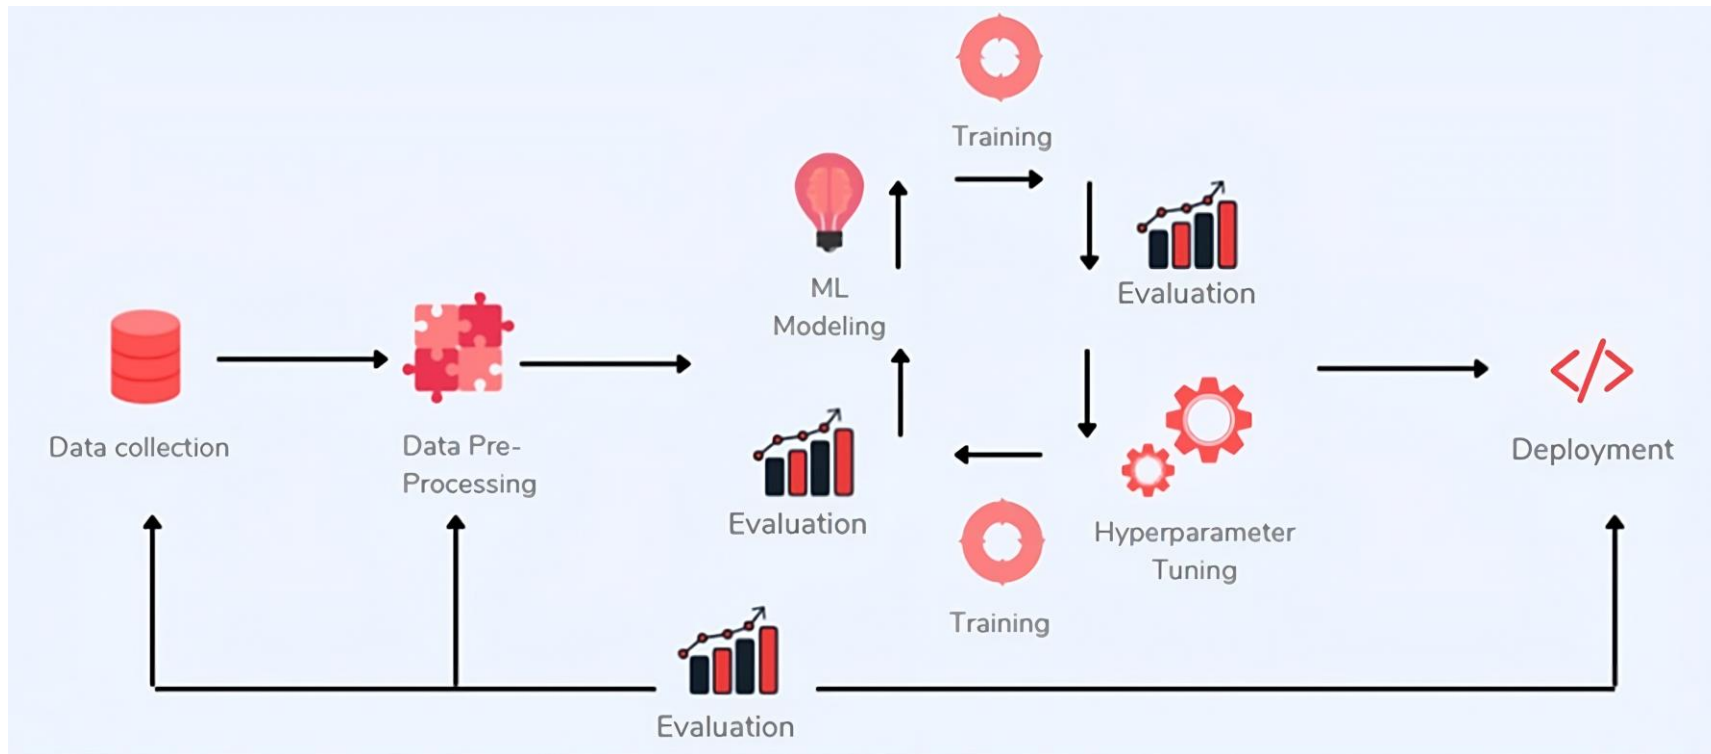 Training
ML
Modeling
Evaluation
Data collection
Data Pre-
Processing
Deployment
Evaluation
Hyperparameter
Tuning
Training
Evaluation